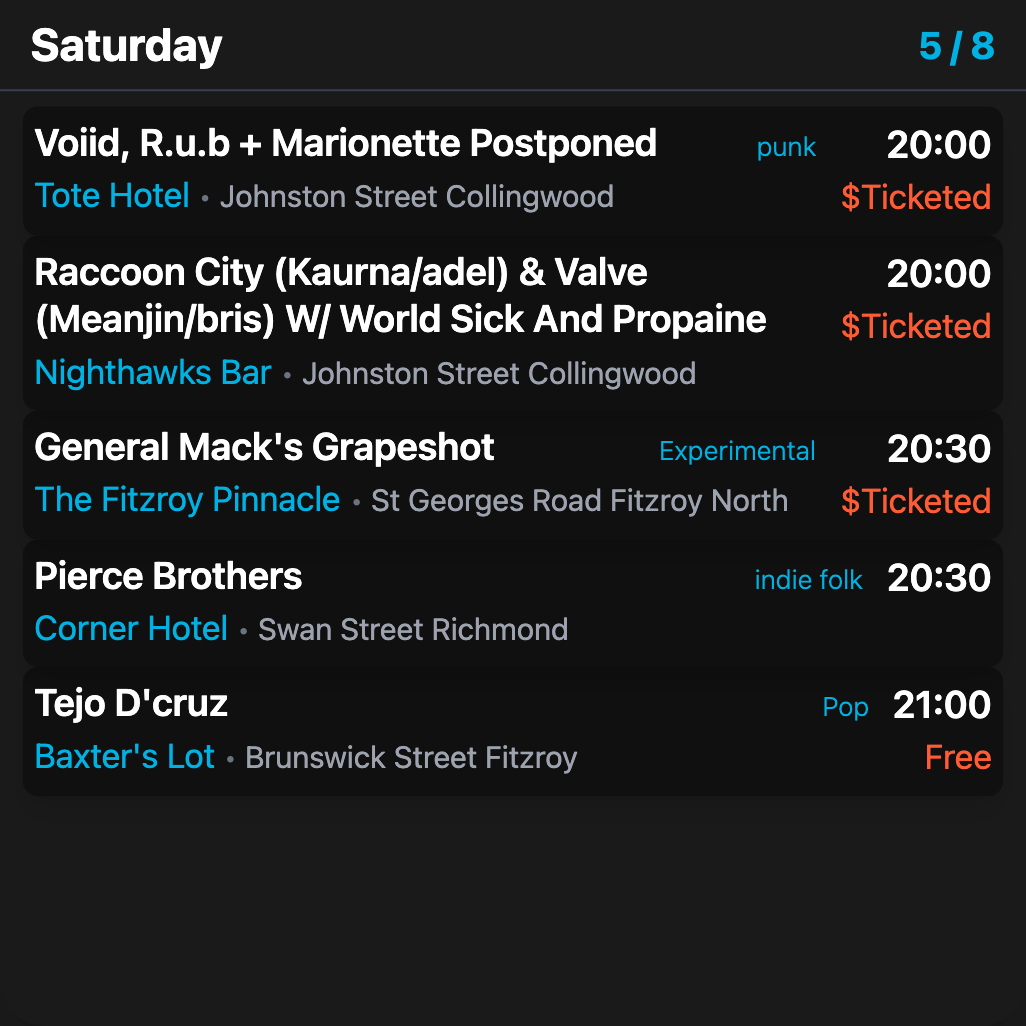 Saturday 5 / 8
Voiid, R.u.b + Marionette Postponed punk 20:00
Tote Hotel • Johnston Street Collingwood $Ticketed
Raccoon City (Kaurna/adel) & Valve 20:00
(Meanjin/bris) W/ World Sick And Propaine $Ticketed
Nighthawks Bar • Johnston Street Collingwood
General Mack's Grapeshot Experimental 20:30
The Fitzroy Pinnacle • St Georges Road Fitzroy North $Ticketed
Pierce Brothers indie folk 20:30
Corner Hotel • Swan Street Richmond
Tejo D'cruz Pop 21:00
Baxter's Lot • Brunswick Street Fitzroy Free